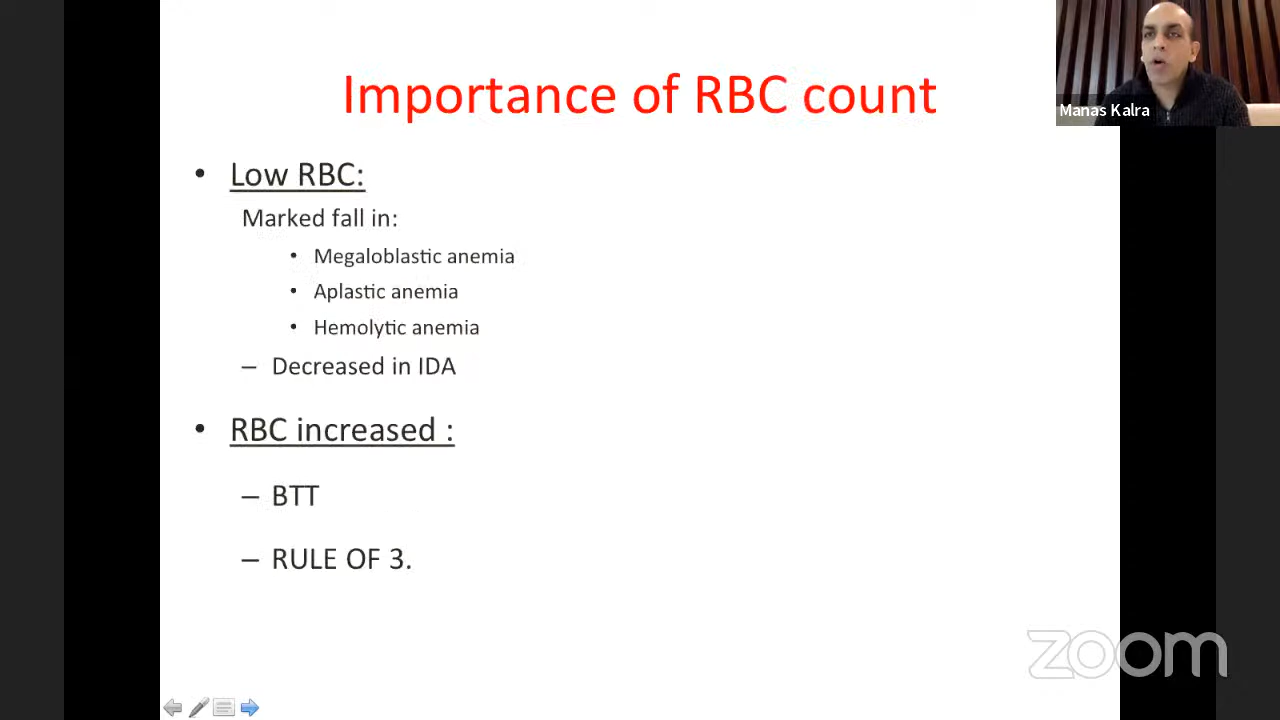 Importance of RBC count
Manas Kalra
• Low RBC:
Marked fall in:
• Megaloblastic anemia
• Aplastic anemia
• Hemolytic anemia
– Decreased in IDA
• RBC increased :
– BTT
– RULE OF 3.
zoom